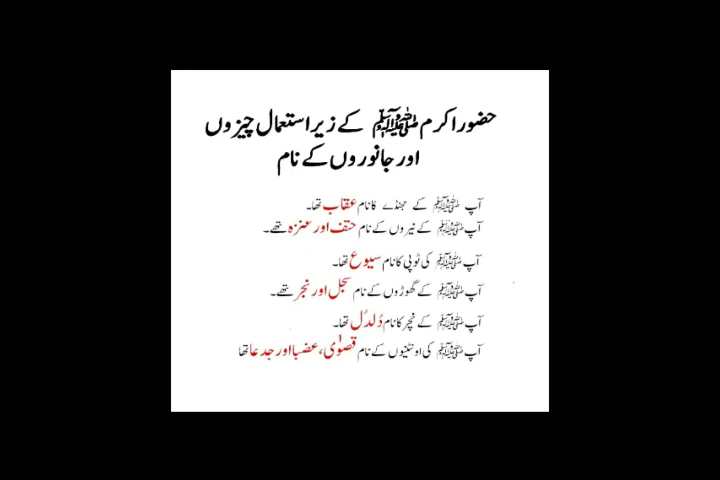 حضور اکرم ﷺ کے زیر استعمال چیزوں
اور جانوروں کے نام
آپ ﷺ کے جھنڈے کا نام عقاب تھا۔
آپ ﷺ کے نیزوں کے نام حتف اور عنزہ تھے۔
آپ ﷺ کی ٹوپی کا نام سیوع تھا۔
آپ ﷺ کے گھوڑوں کے نام سجل اور نجر تھے۔
آپ ﷺ کے خچر کا نام دُلدُل تھا۔
آپ ﷺ کی اونٹنیوں کے نام قصوٰی، عضبا اور جدعا تھا